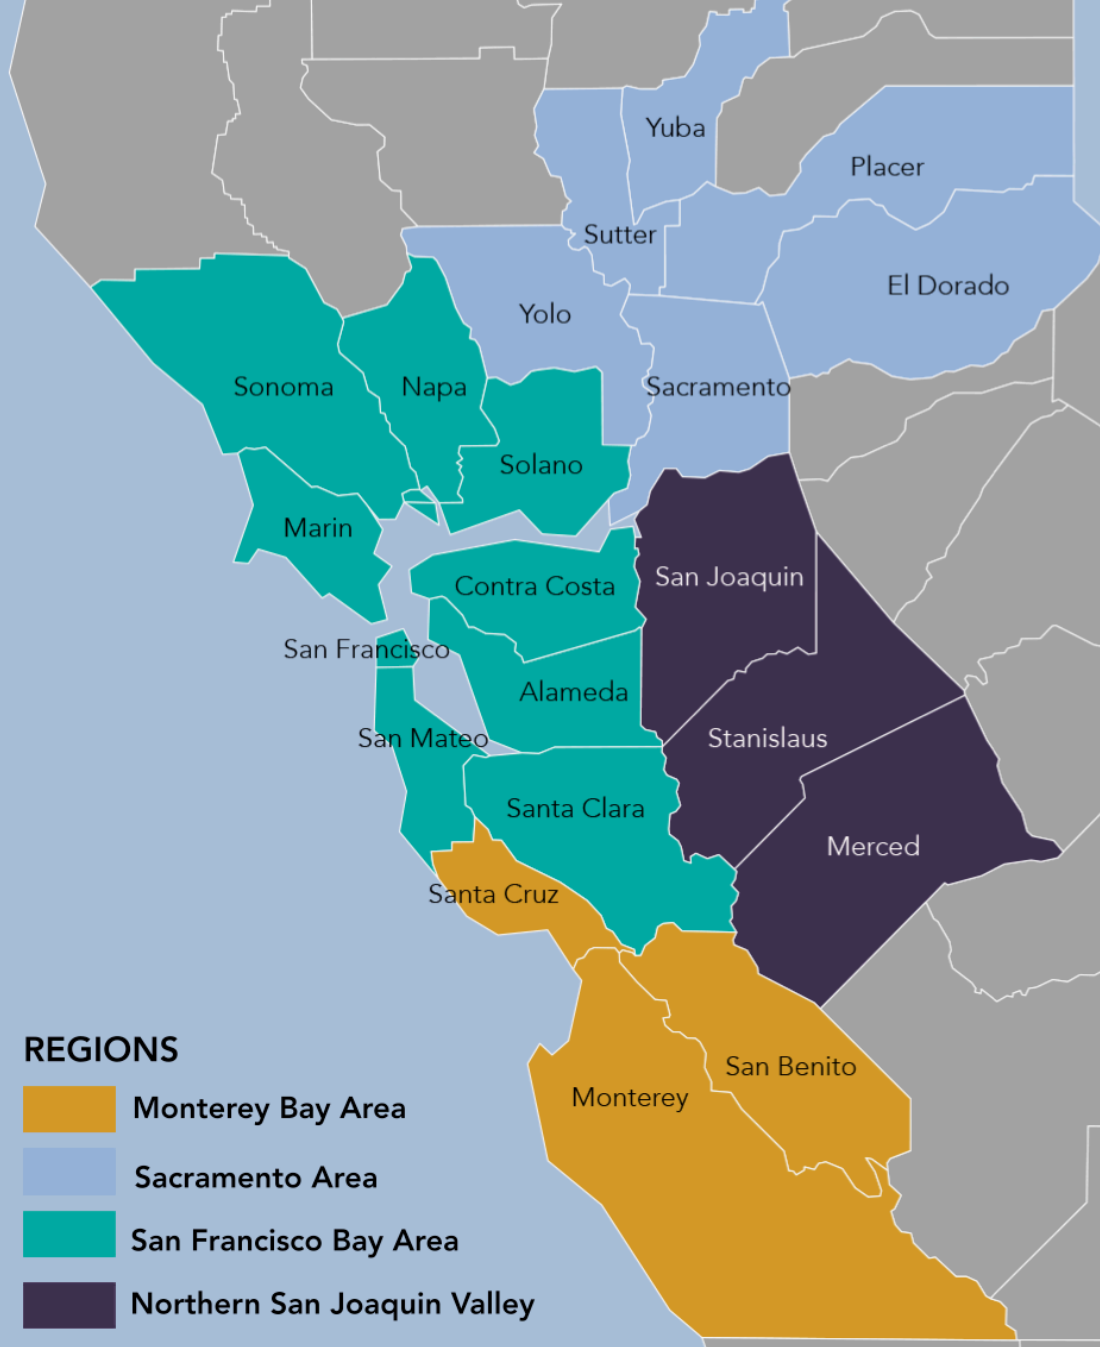 Yuba
Placer
Sutter
El Dorado
Yolo
Sonoma
Napa
Sacramento
Solano
Marin
San Joaquin
Contra Costa
San Francisco
Alameda
San Mateo
Stanislaus
Santa Clara
Merced
Santa Cruz
San Benito
Monterey
REGIONS
Monterey Bay Area
Sacramento Area
San Francisco Bay Area
Northern San Joaquin Valley